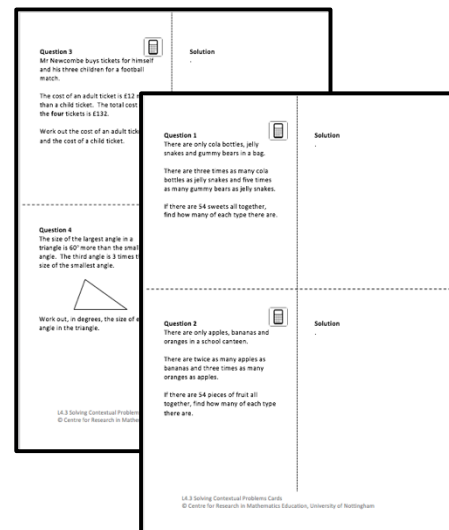 Question 3
Mr Newcombe buys tickets for himself
and his three children for a football
match.
The cost of an adult ticket is £12
than a child ticket. The total cost
the four tickets is £132.
Work out the cost of an adult
and the cost of a child ticket.
Solution
.
Question 4
The size of the largest angle in a
triangle is 60° more than the
angle. The third angle is 3 times
size of the smallest angle.
Work out, in degrees, the size of
angle in the triangle.
L4.3 Solving Contextual
© Centre for Research in
Question 1
There are only cola bottles, jelly
snakes and gummy bears in a bag.
There are three times as many cola
bottles as jelly snakes and five times
as many gummy bears as jelly snakes.
If there are 54 sweets all together,
find how many of each type there are.
Solution
.
Question 2
There are only apples, bananas and
oranges in a school canteen.
There are twice as many apples as
bananas and three times as many
oranges as apples.
If there are 54 pieces of fruit all
together, find how many of each type
there are.
Solution
.
L4.3 Solving Contextual Problems Cards
© Centre for Research in Mathematics Education, University of Nottingham